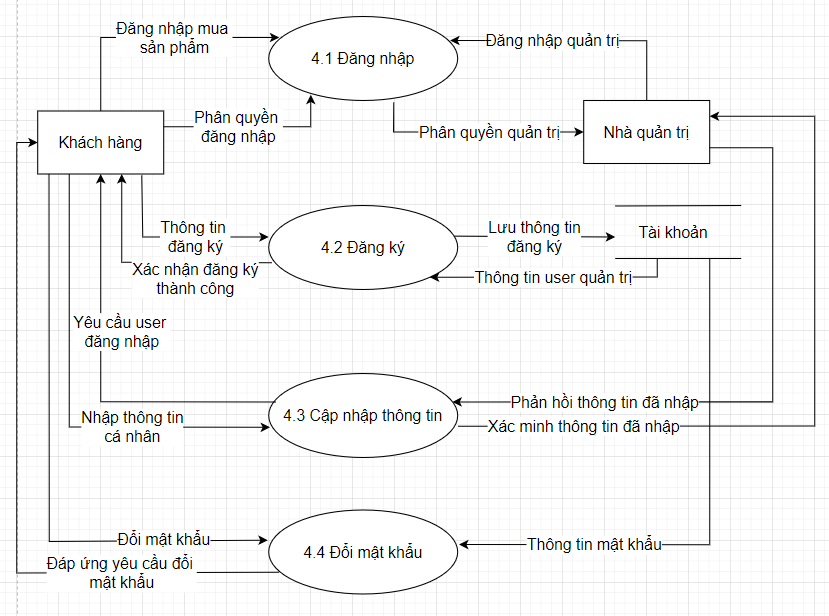 Đăng nhập mua
sản phẩm
4.1 Đăng nhập
Đăng nhập quản trị
Khách hàng
Phân quyền
đăng nhập
Phân quyền quản trị
Nhà quản trị
Thông tin
đăng ký
4.2 Đăng ký
Lưu thông tin
đăng ký
Tài khoản
Xác nhận đăng ký
thành công
Thông tin user quản trị
Yêu cầu user
đăng nhập
4.3 Cập nhập thông tin
Phản hồi thông tin đã nhập
Nhập thông tin
cá nhân
Xác minh thông tin đã nhập
Đổi mật khẩu
4.4 Đổi mật khẩu
Thông tin mật khẩu
Đáp ứng yêu cầu đổi
mật khẩu